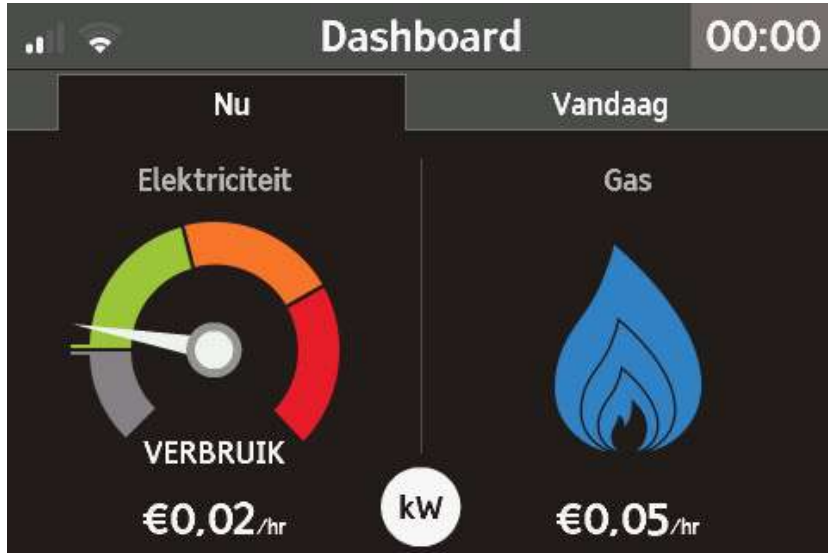 Dashboard 00:00
Nu Vandaag
Elektriciteit Gas
VERBRUIK
€0,02/hr kW €0,05/hr